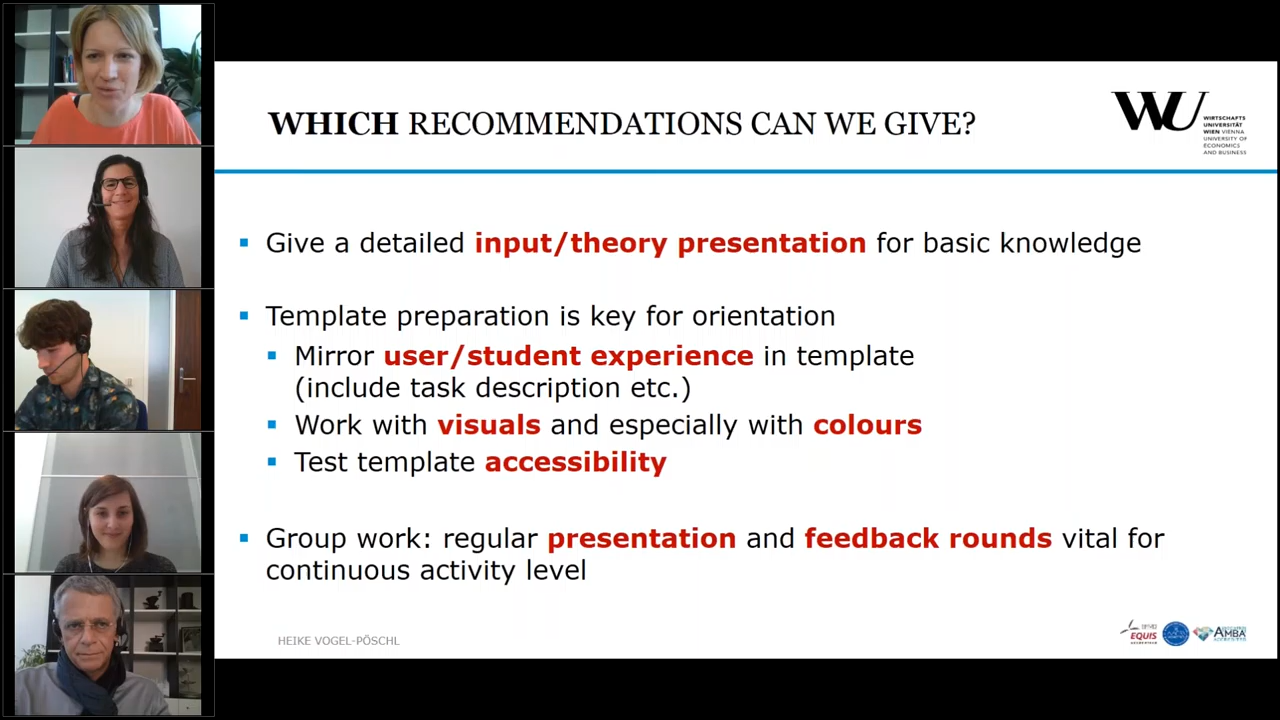 WHICH RECOMMENDATIONS CAN WE GIVE?
WU
WIRTSCHAFTS
UNIVERSITÄT
WIEN VIENNA
UNIVERSITY OF
ECONOMICS
AND BUSINESS
Give a detailed input/theory presentation for basic knowledge
Template preparation is key for orientation
Mirror user/student experience in template
(include task description etc.)
Work with visuals and especially with colours
Test template accessibility
Group work: regular presentation and feedback rounds vital for
continuous activity level
HEIKE VOGEL-PÖSCHL
EQUIS
AMBA